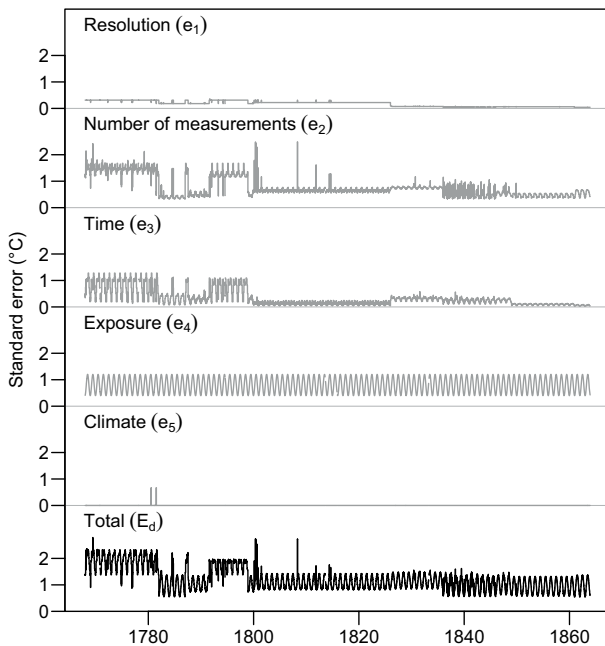 Resolution (e₁)
2
1
0
Number of measurements (e₂)
2
1
0
Time (e₃)
2
1
0
Exposure (e₄)
2
1
0
Climate (e₅)
2
1
0
Total (E_d)
2
1
0
Standard error (°C)
1780 1800 1820 1840 1860